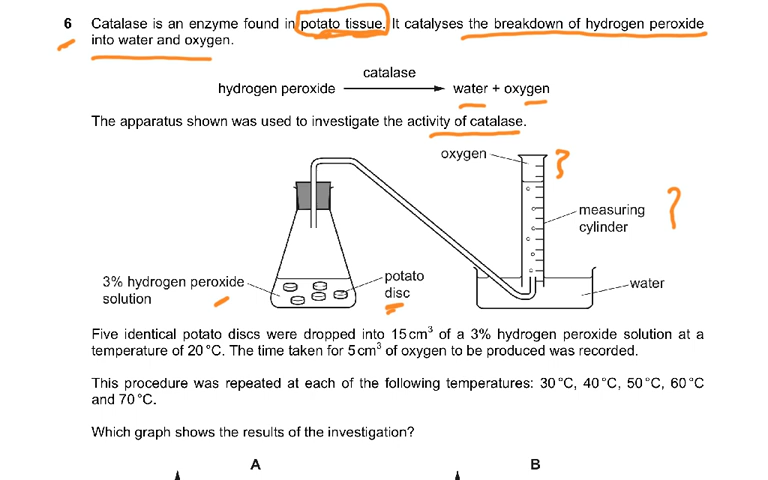 6 Catalase is an enzyme found in potato tissue. It catalyses the breakdown of hydrogen peroxide
into water and oxygen.
catalase
hydrogen peroxide water + oxygen
The apparatus shown was used to investigate the activity of catalase.
oxygen ?
measuring ?
cylinder
3% hydrogen peroxide
solution
potato
disc
water
Five identical potato discs were dropped into 15 cm³ of a 3% hydrogen peroxide solution at a
temperature of 20 °C. The time taken for 5 cm³ of oxygen to be produced was recorded.
This procedure was repeated at each of the following temperatures: 30 °C, 40 °C, 50 °C, 60 °C
and 70 °C.
Which graph shows the results of the investigation?
A B